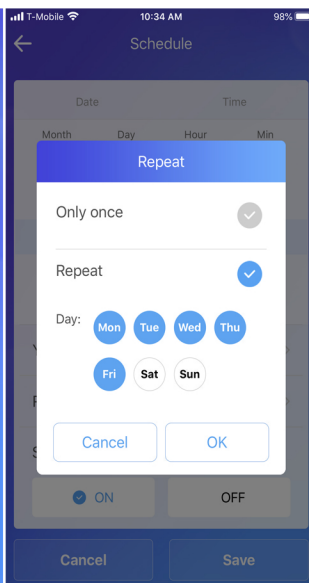 T-Mobile 10:34 AM 98%
Schedule
Date Time
Month Day Hour Min
Repeat
Only once
Repeat
Day: Mon Tue Wed Thu
Fri Sat Sun
Cancel OK
ON OFF
Cancel Save